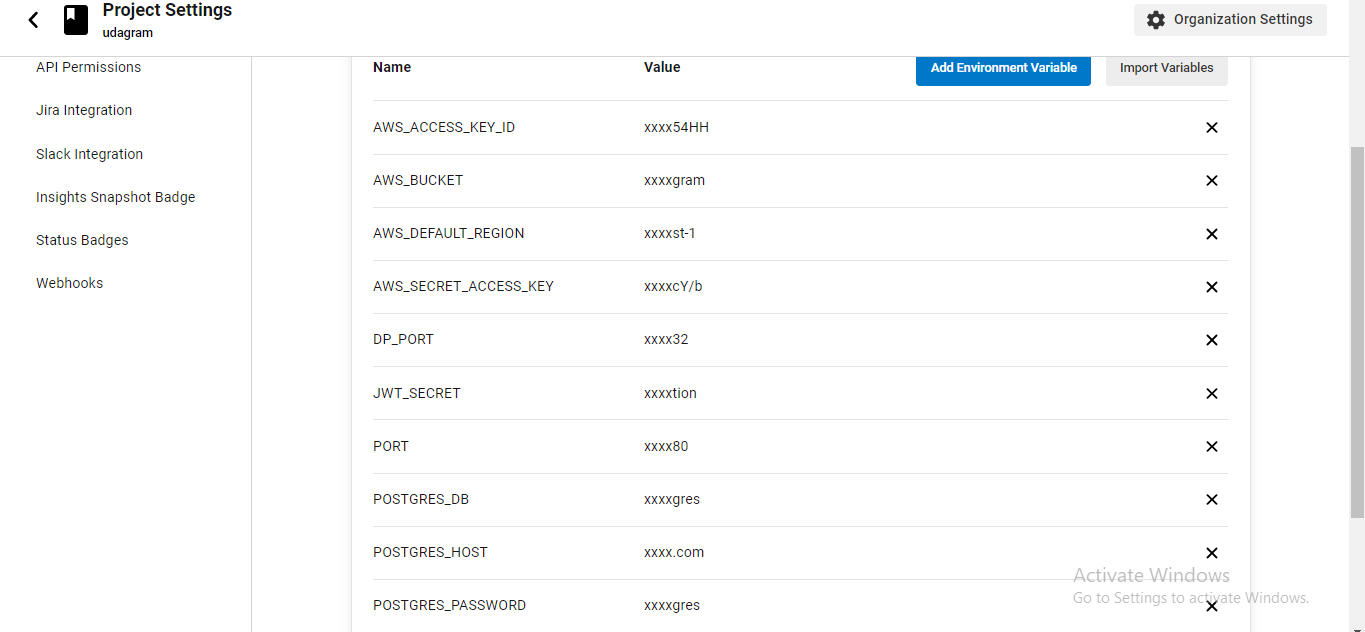 Project Settings
udagram
Organization Settings
API Permissions
Jira Integration
Slack Integration
Insights Snapshot Badge
Status Badges
Webhooks
Name Value Add Environment Variable Import Variables
AWS_ACCESS_KEY_ID xxxx54HH
AWS_BUCKET xxxxgram
AWS_DEFAULT_REGION xxxxst-1
AWS_SECRET_ACCESS_KEY xxxxcY/b
DP_PORT xxxx32
JWT_SECRET xxxxtion
PORT xxxx80
POSTGRES_DB xxxxgres
POSTGRES_HOST xxxx.com
POSTGRES_PASSWORD xxxxgres
Activate Windows
Go to Settings to activate Windows.